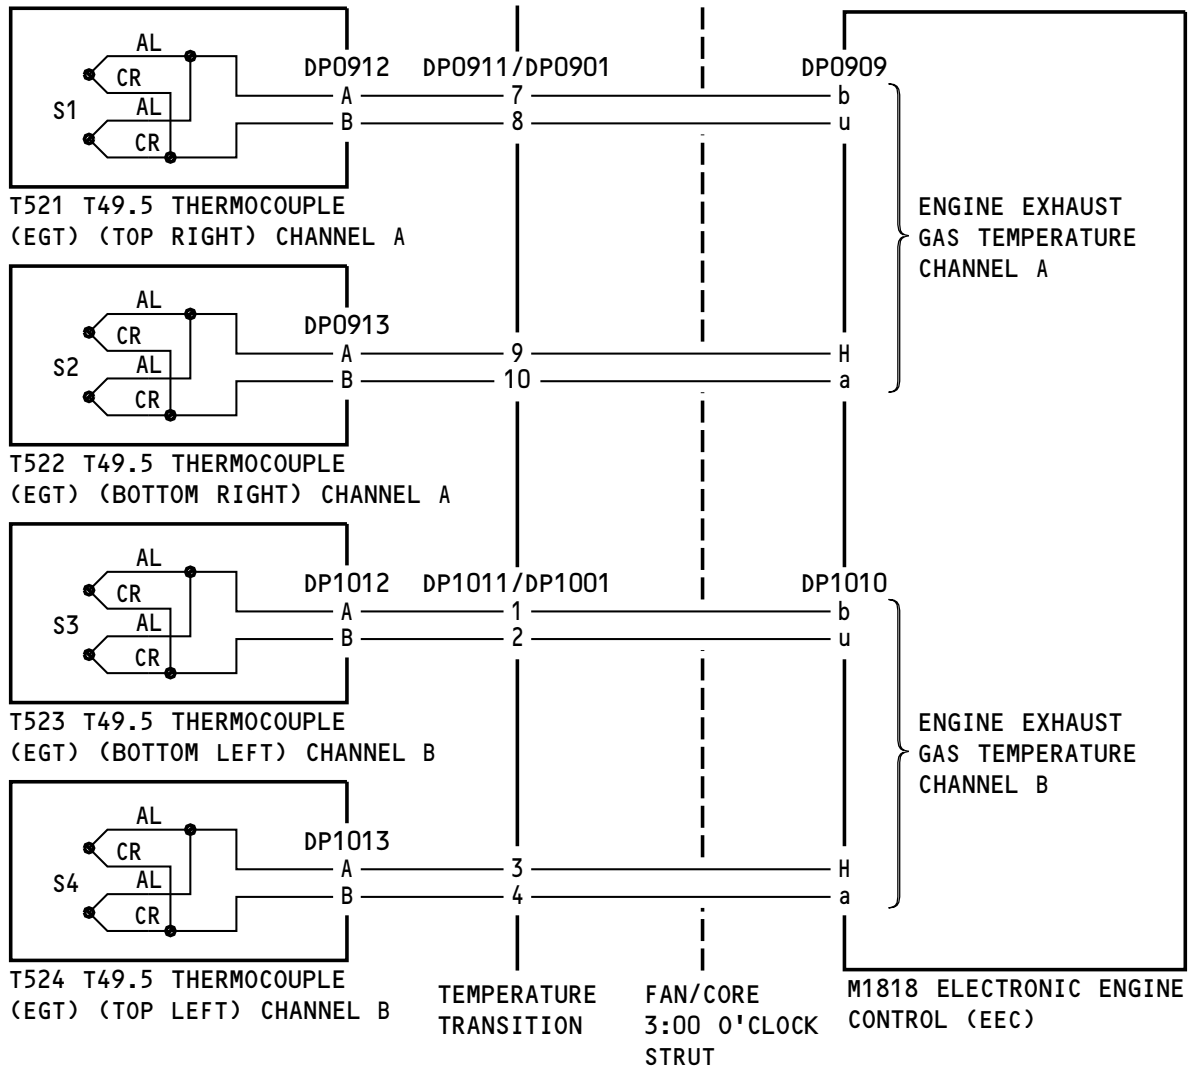 AL
CR
S1
AL
CR
DP0912 DP0911/DP0901 DP0909
A 7 b
B 8 u
T521 T49.5 THERMOCOUPLE
(EGT) (TOP RIGHT) CHANNEL A
ENGINE EXHAUST
GAS TEMPERATURE
CHANNEL A
AL
CR
S2
AL
CR
DP0913
A 9 H
B 10 a
T522 T49.5 THERMOCOUPLE
(EGT) (BOTTOM RIGHT) CHANNEL A
AL
CR
S3
AL
CR
DP1012 DP1011/DP1001 DP1010
A 1 b
B 2 u
T523 T49.5 THERMOCOUPLE
(EGT) (BOTTOM LEFT) CHANNEL B
ENGINE EXHAUST
GAS TEMPERATURE
CHANNEL B
AL
CR
S4
AL
CR
DP1013
A 3 H
B 4 a
T524 T49.5 THERMOCOUPLE
(EGT) (TOP LEFT) CHANNEL B
TEMPERATURE
TRANSITION
FAN/CORE
3:00 O'CLOCK
STRUT
M1818 ELECTRONIC ENGINE
CONTROL (EEC)